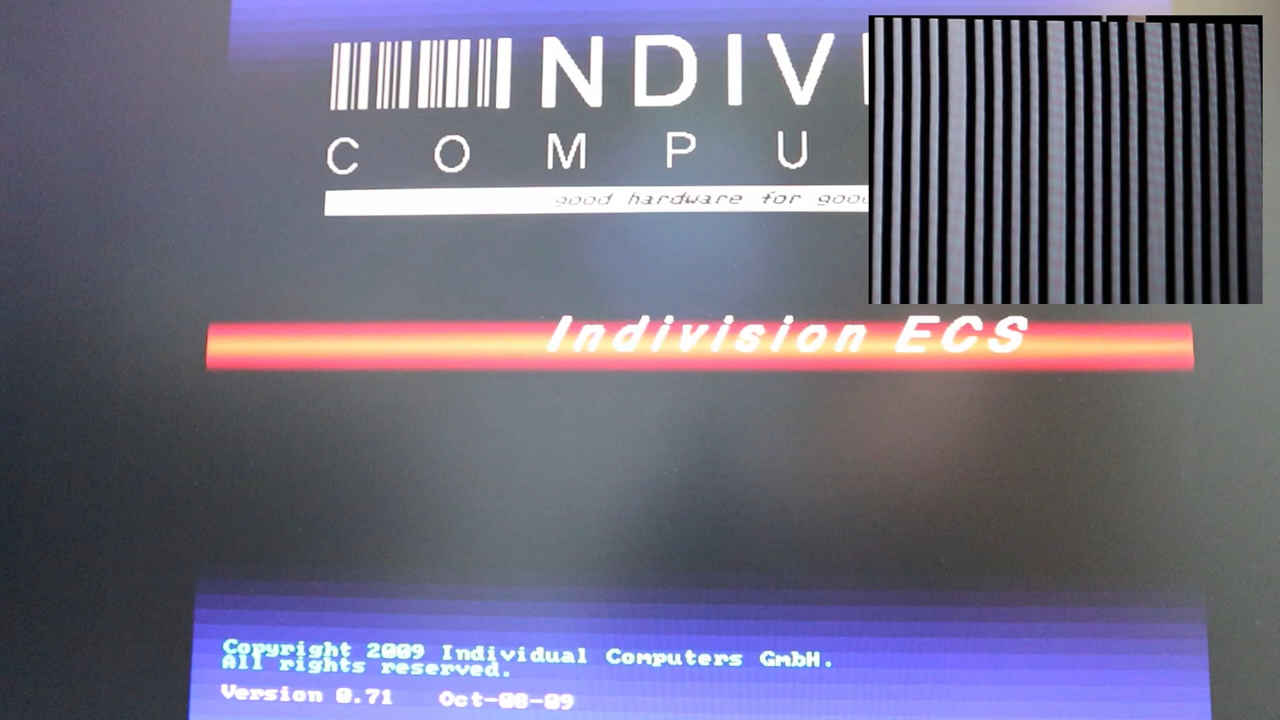 NDIV
C O M P U
good hardware for good
Indivision ECS
Copyright 2009 Individual Computers GmbH.
All rights reserved.
Version 0.71 Oct-08-09